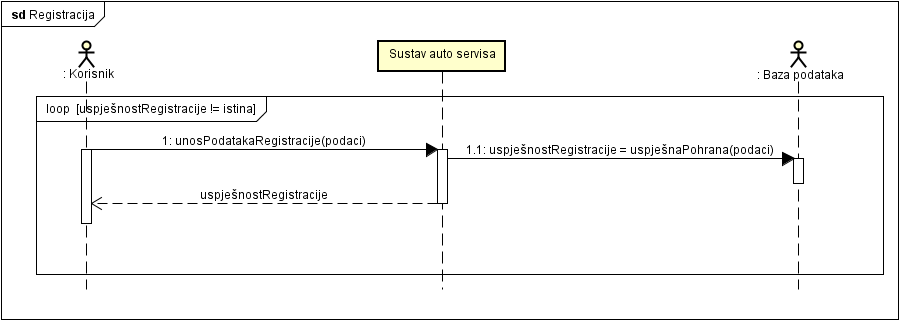 sd Registracija
: Korisnik
Sustav auto servisa
: Baza podataka
loop [uspješnostRegistracije != istina]
1: unosPodatakaRegistracije(podaci)
1.1: uspješnostRegistracije = uspješnaPohrana(podaci)
uspješnostRegistracije